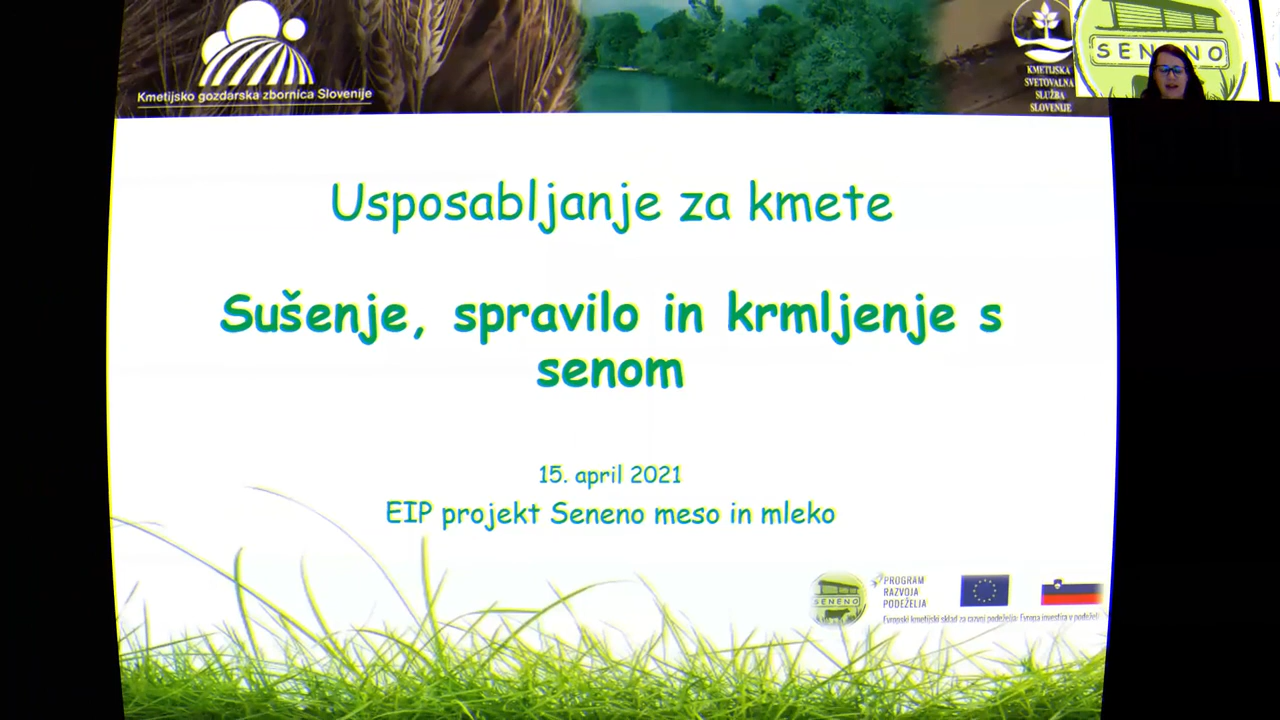 Kmetijsko gozdarska zbornica Slovenije
KMETIJSKA
SVETOVALNA
SLUŽBA
SLOVENIJE
SENENO
Usposabljanje za kmete
Sušenje, spravilo in krmljenje s
senom
15. april 2021
EIP projekt Seneno meso in mleko
SENENO
PROGRAM
RAZVOJA
PODEŽELJA
Evropski kmetijski sklad za razvoj podeželja: Evropa investira v podeželje